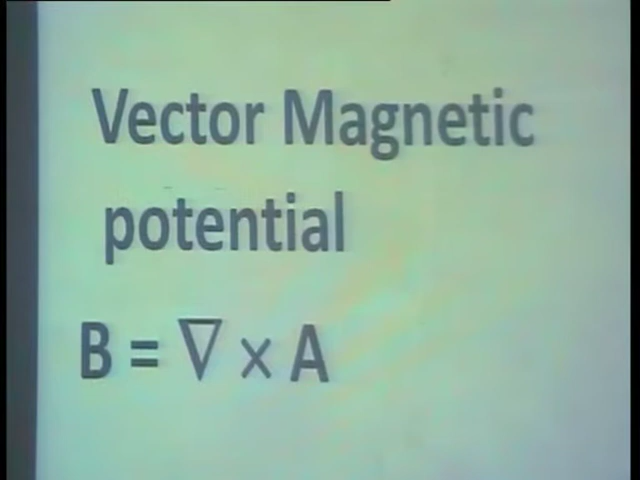 Vector Magnetic
potential
B = ∇ × A